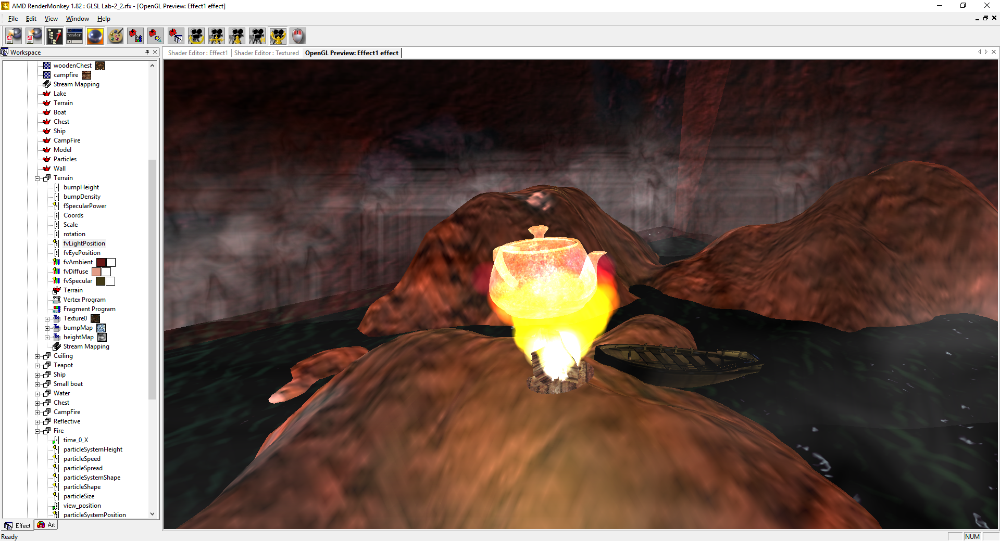 AMD RenderMonkey 1.82 : GLSL Lab-2_2.rfx - [OpenGL Preview: Effect1 effect]
File Edit View Window Help
render
GL
Workspace
Shader Editor : Effect1 Shader Editor : Textured OpenGL Preview: Effect1 effect
woodenChest
campfire
Stream Mapping
Lake
Terrain
Boat
Chest
Ship
CampFire
Model
Particles
Wall
Terrain
bumpHeight
bumpDensity
fSpecularPower
Coords
Scale
rotation
fvLightPosition
fvEyePosition
fvAmbient
fvDiffuse
fvSpecular
Terrain
Vertex Program
Fragment Program
Texture0
bumpMap
heightMap
Stream Mapping
Ceiling
Teapot
Ship
Small boat
Water
Chest
CampFire
Reflective
Fire
time_0_X
particleSystemHeight
particleSpeed
particleSpread
particleSystemShape
particleShape
particleSize
view_position
particleSystemPosition
Effect Art
Ready NUM